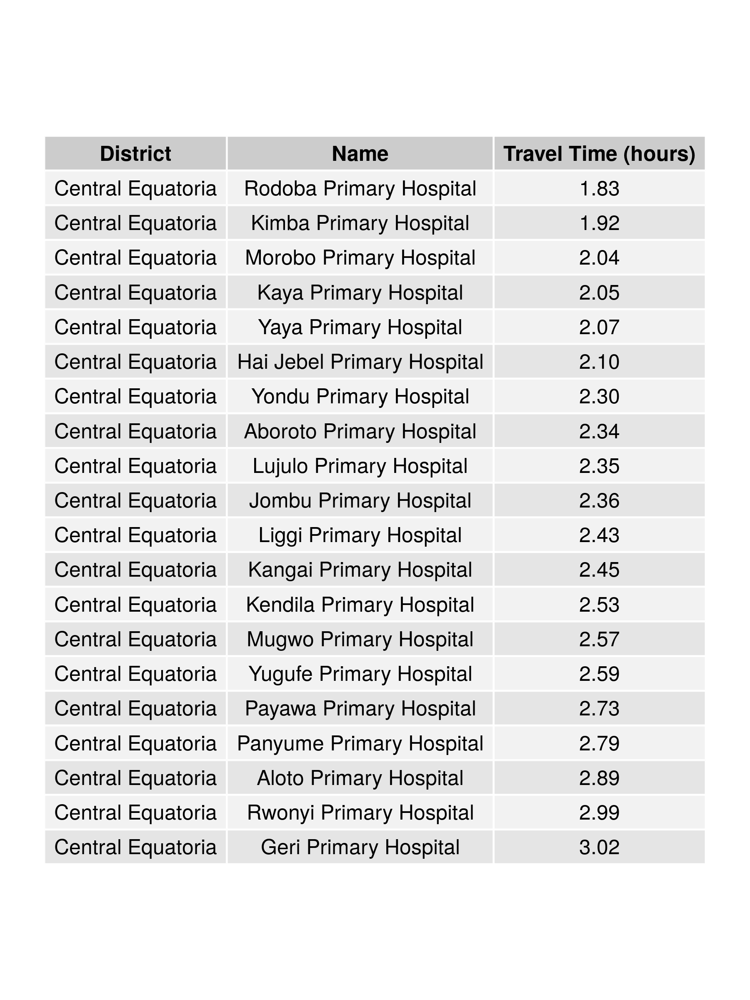 District Name Travel Time (hours)
Central Equatoria Rodoba Primary Hospital 1.83
Central Equatoria Kimba Primary Hospital 1.92
Central Equatoria Morobo Primary Hospital 2.04
Central Equatoria Kaya Primary Hospital 2.05
Central Equatoria Yaya Primary Hospital 2.07
Central Equatoria Hai Jebel Primary Hospital 2.10
Central Equatoria Yondu Primary Hospital 2.30
Central Equatoria Aboroto Primary Hospital 2.34
Central Equatoria Lujulo Primary Hospital 2.35
Central Equatoria Jombu Primary Hospital 2.36
Central Equatoria Liggi Primary Hospital 2.43
Central Equatoria Kangai Primary Hospital 2.45
Central Equatoria Kendila Primary Hospital 2.53
Central Equatoria Mugwo Primary Hospital 2.57
Central Equatoria Yugufe Primary Hospital 2.59
Central Equatoria Payawa Primary Hospital 2.73
Central Equatoria Panyume Primary Hospital 2.79
Central Equatoria Aloto Primary Hospital 2.89
Central Equatoria Rwonyi Primary Hospital 2.99
Central Equatoria Geri Primary Hospital 3.02